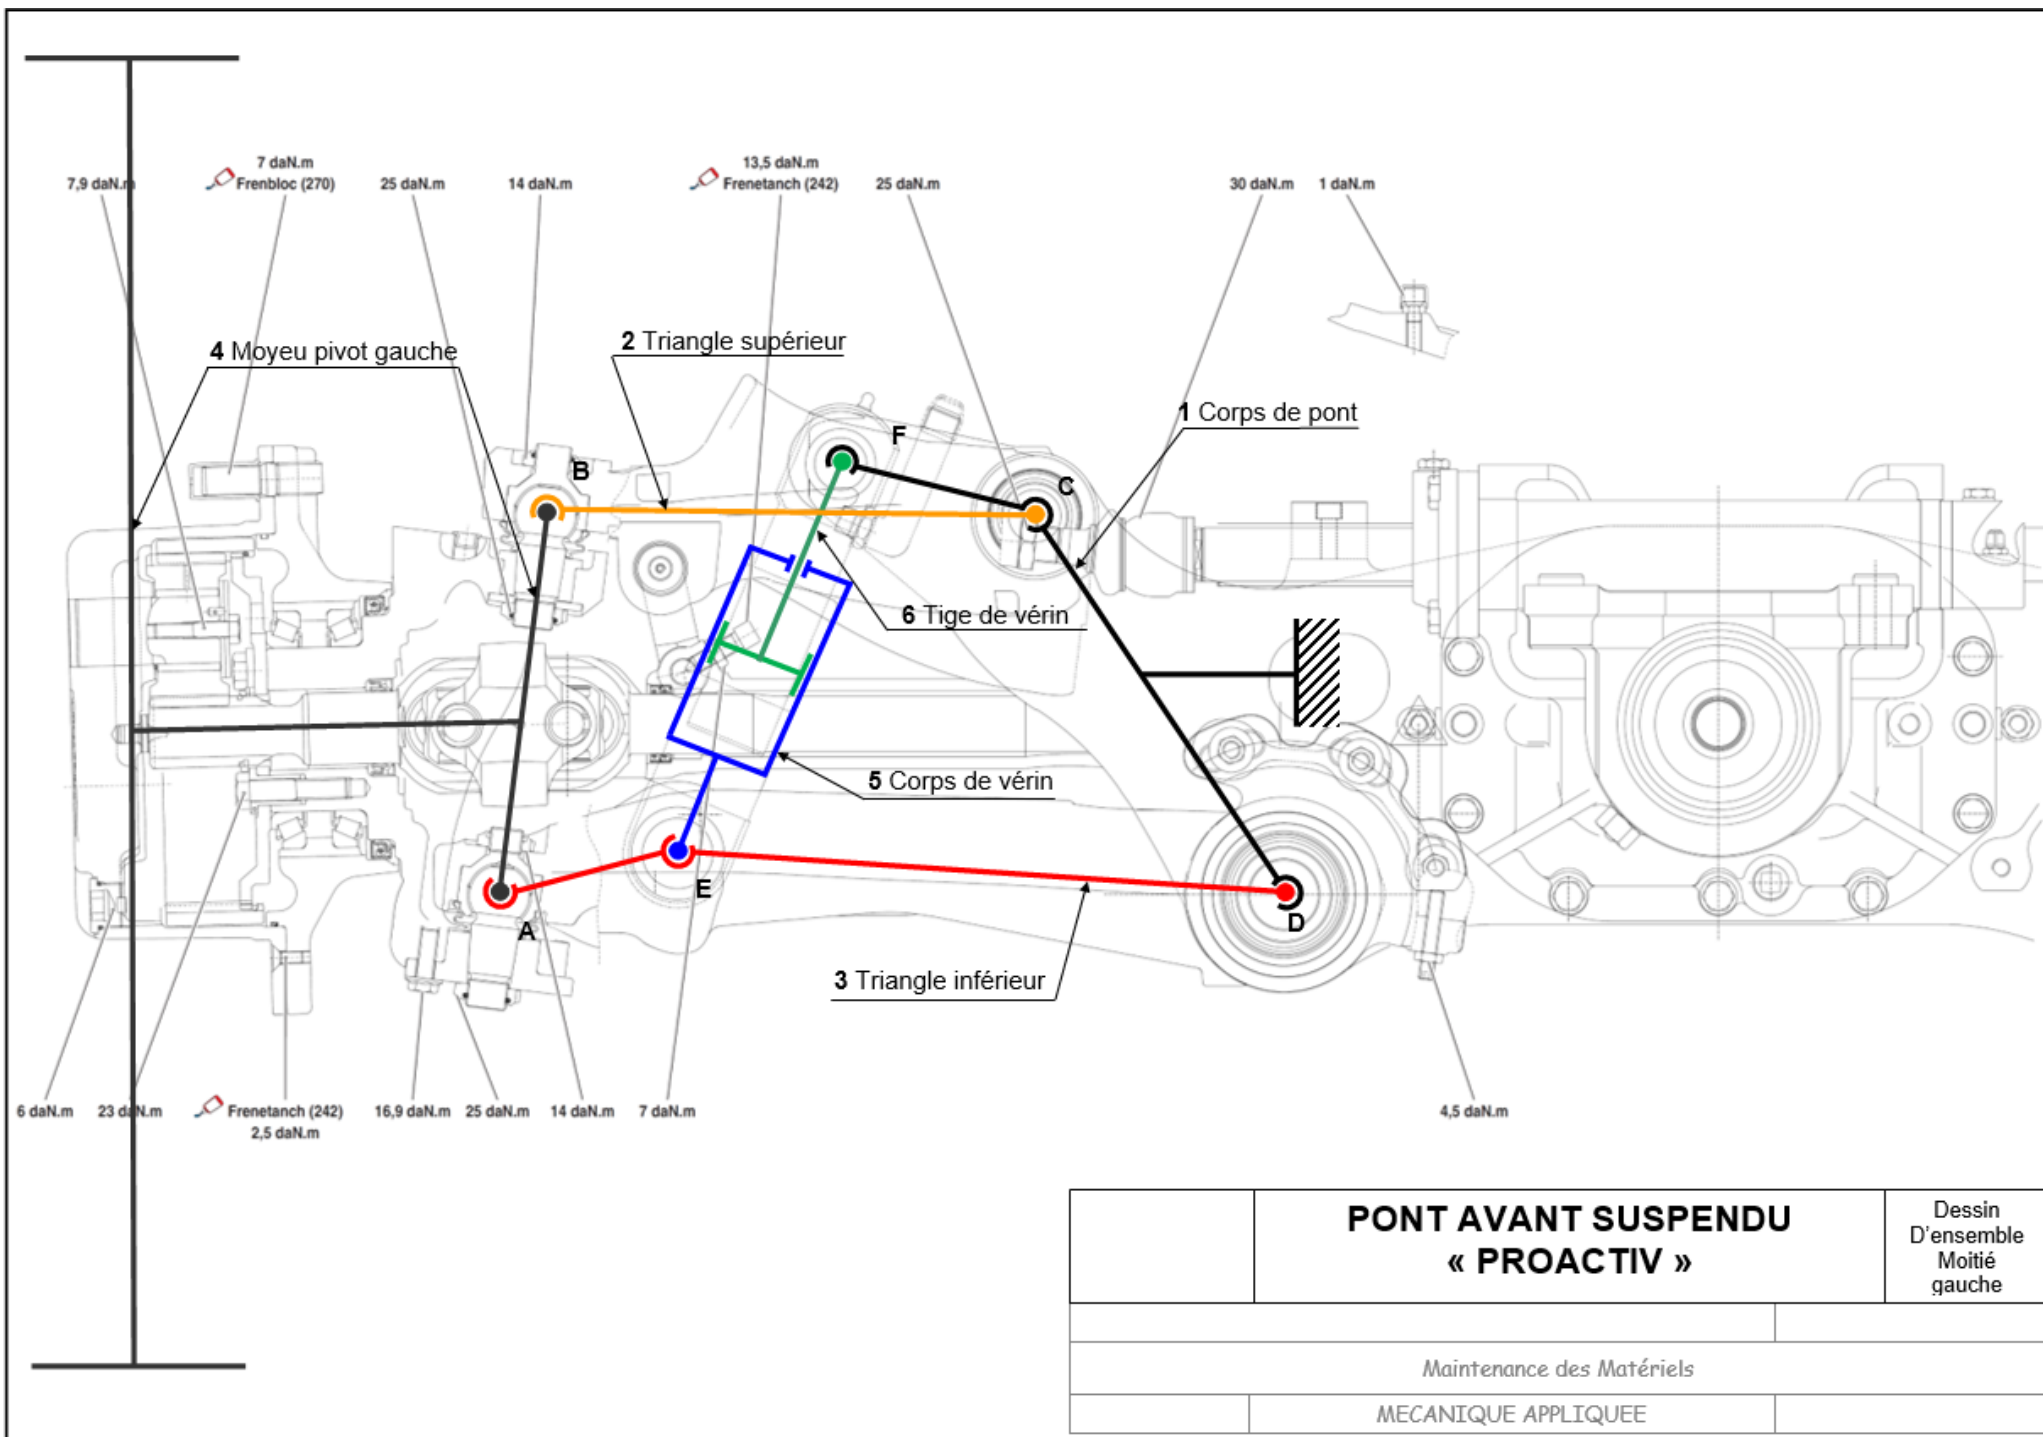 7 daN.m
Frenbloc (270)
7,9 daN.m
25 daN.m
14 daN.m
13,5 daN.m
Frenetanch (242)
25 daN.m
30 daN.m
1 daN.m
4 Moyeu pivot gauche
2 Triangle supérieur
1 Corps de pont
F
B
C
6 Tige de vérin
5 Corps de vérin
E
A
D
3 Triangle inférieur
6 daN.m
23 daN.m
Frenetanch (242)
2,5 daN.m
16,9 daN.m
25 daN.m
14 daN.m
7 daN.m
4,5 daN.m
PONT AVANT SUSPENDU
« PROACTIV »
Dessin
D'ensemble
Moitié
gauche
Maintenance des Matériels
MECANIQUE APPLIQUEE